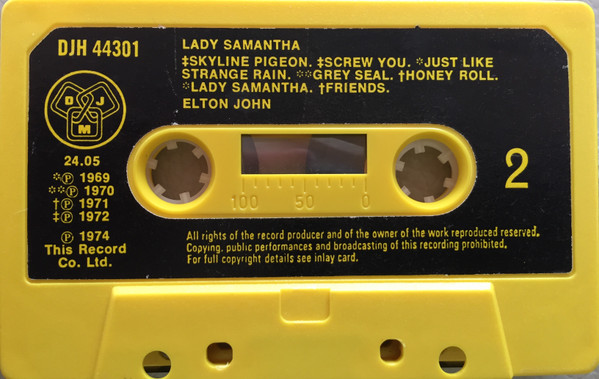 DJH 44301
LADY SAMANTHA
‡SKYLINE PIGEON. ‡SCREW YOU. *JUST LIKE
STRANGE RAIN. **GREY SEAL. †HONEY ROLL.
*LADY SAMANTHA. †FRIENDS.
ELTON JOHN
D J M
24.05
*Ⓟ 1969
**Ⓟ 1970
†Ⓟ 1971
‡Ⓟ 1972
Ⓟ 1974
This Record
Co. Ltd.
100 50 0
2
All rights of the record producer and of the owner of the work reproduced reserved.
Copying, public performances and broadcasting of this recording prohibited.
For full copyright details see inlay card.